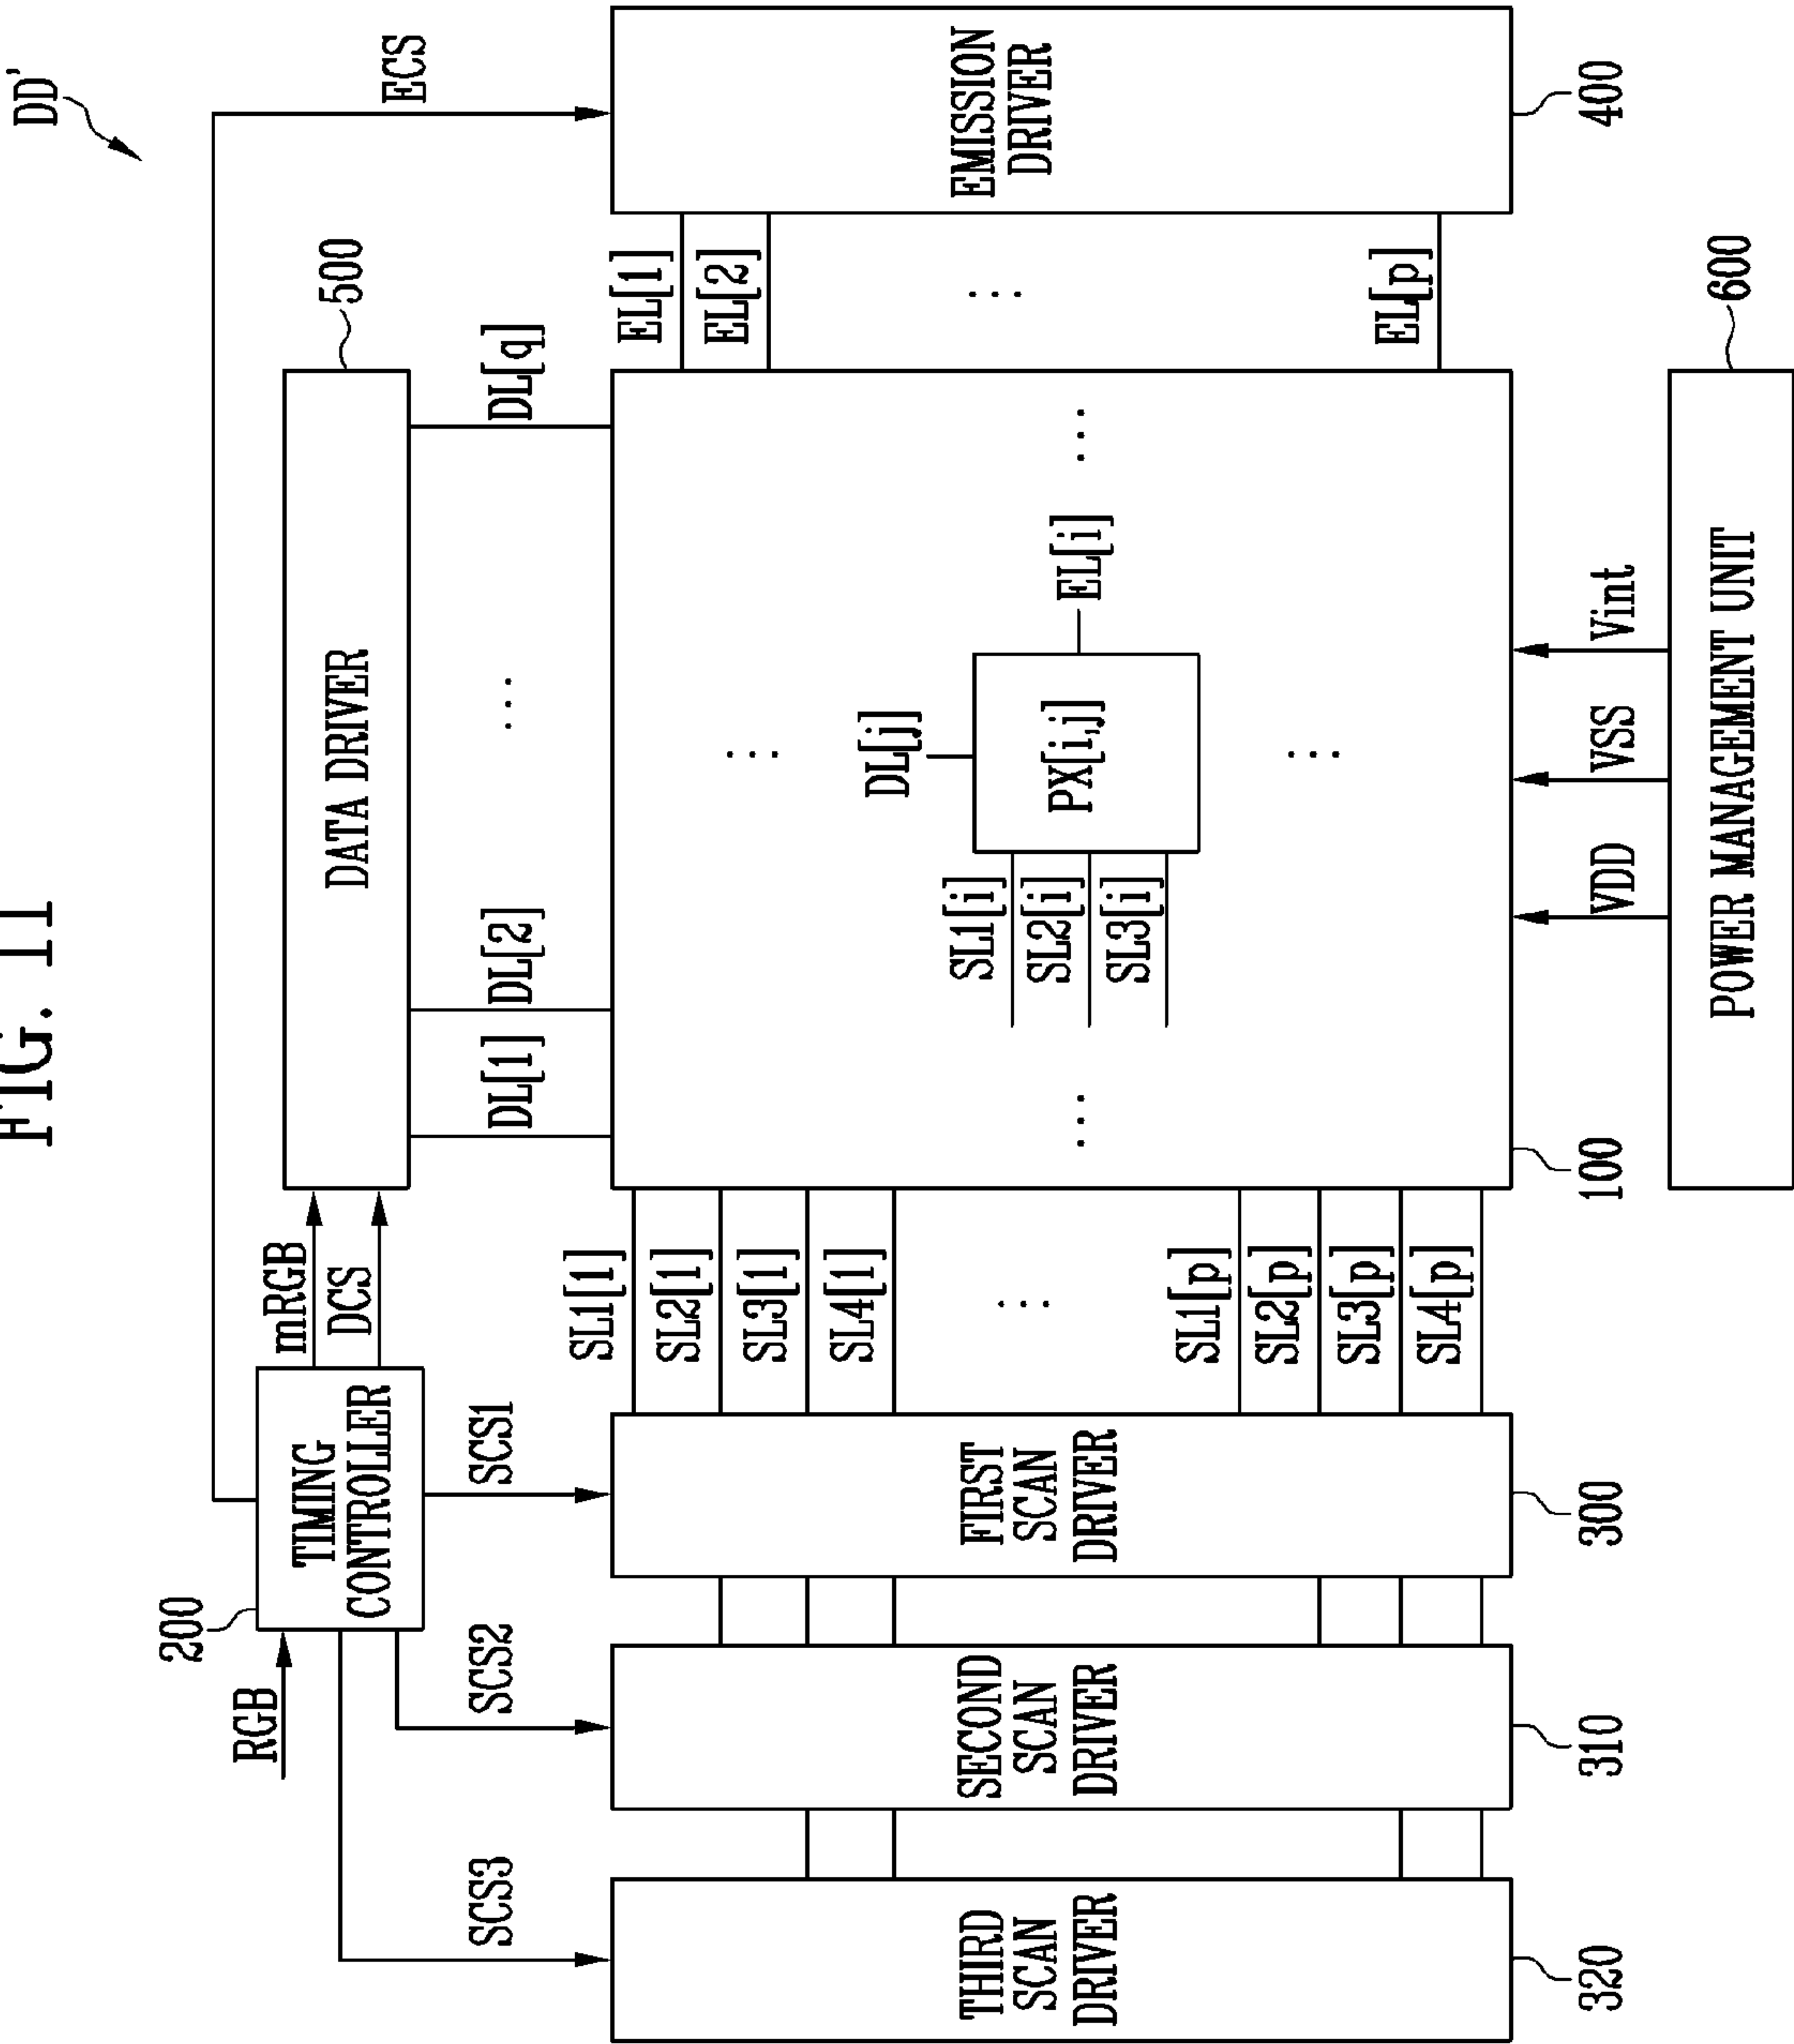 FIG. 11
DD'
ECS
200
RGB
TIMING
CONTROLLER
mRGB
DCS
DATA DRIVER
500
SCS3
SCS2
SCS1
DL[1]
DL[2]
...
DL[q]
THIRD
SCAN
DRIVER
320
SECOND
SCAN
DRIVER
310
FIRST
SCAN
DRIVER
300
SL1[1]
SL2[1]
SL3[1]
SL4[1]
...
SL1[p]
SL2[p]
SL3[p]
SL4[p]
...
DL[j]
SL1[i]
SL2[i]
SL3[i]
PX[i,j]
EL[i]
...
...
...
100
EL[1]
EL[2]
...
EL[p]
EMISSION
DRIVER
400
VDD
VSS
Vint
POWER MANAGEMENT UNIT
600